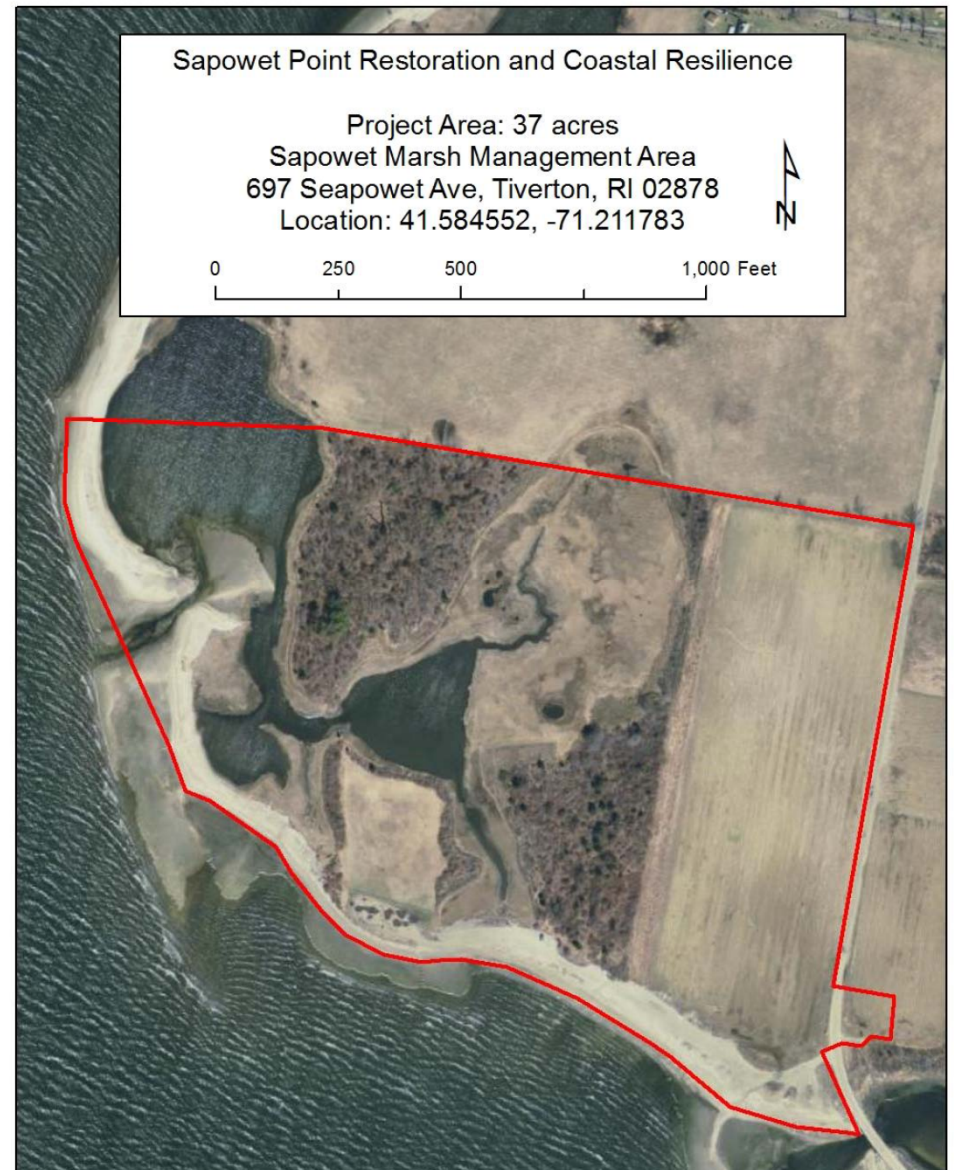 Sapowet Point Restoration and Coastal Resilience
Project Area: 37 acres
Sapowet Marsh Management Area
697 Seapowet Ave, Tiverton, RI 02878
Location: 41.584552, -71.211783
N
0 250 500 1,000 Feet